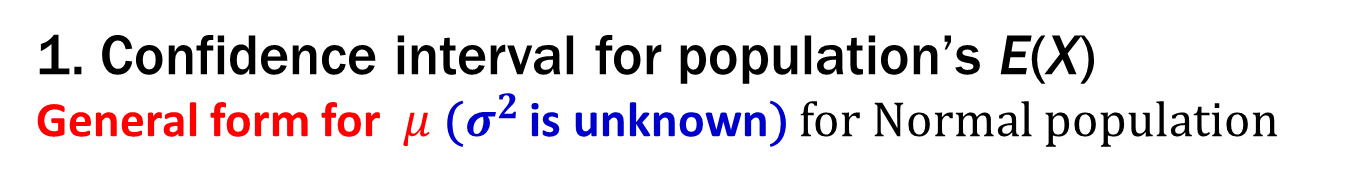 1. Confidence interval for population’s E(X)
General form for μ (σ² is unknown) for Normal population